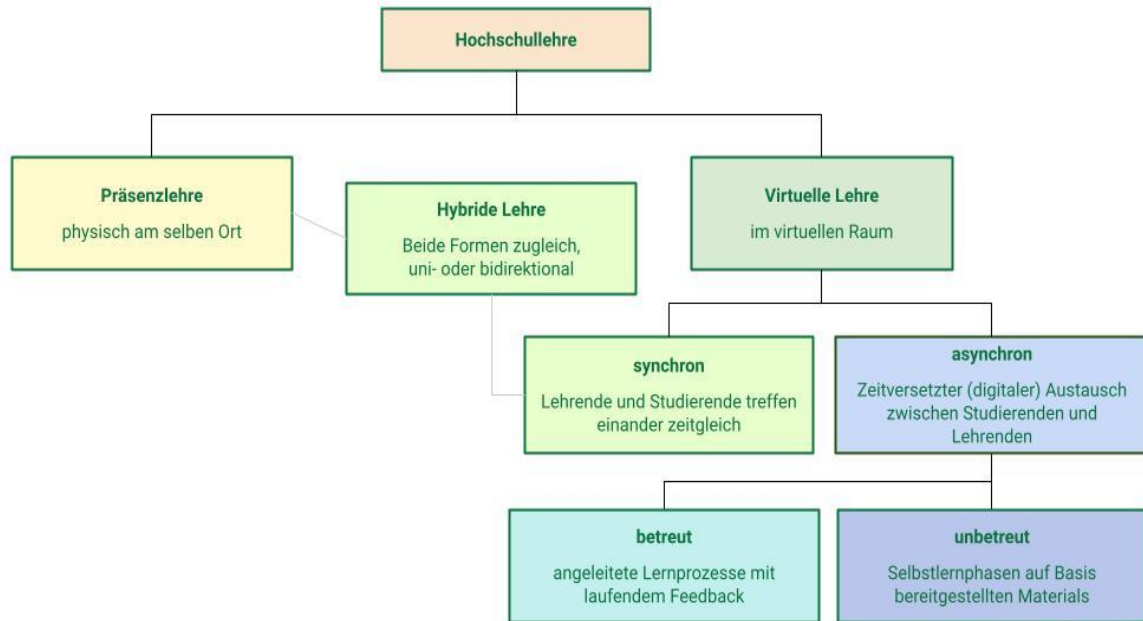 Hochschullehre
Präsenzlehre
physisch am selben Ort
Hybride Lehre
Beide Formen zugleich,
uni- oder bidirektional
Virtuelle Lehre
im virtuellen Raum
synchron
Lehrende und Studierende treffen
einander zeitgleich
asynchron
Zeitversetzter (digitaler) Austausch
zwischen Studierenden und
Lehrenden
betreut
angeleitete Lernprozesse mit
laufendem Feedback
unbetreut
Selbstlernphasen auf Basis
bereitgestellten Materials